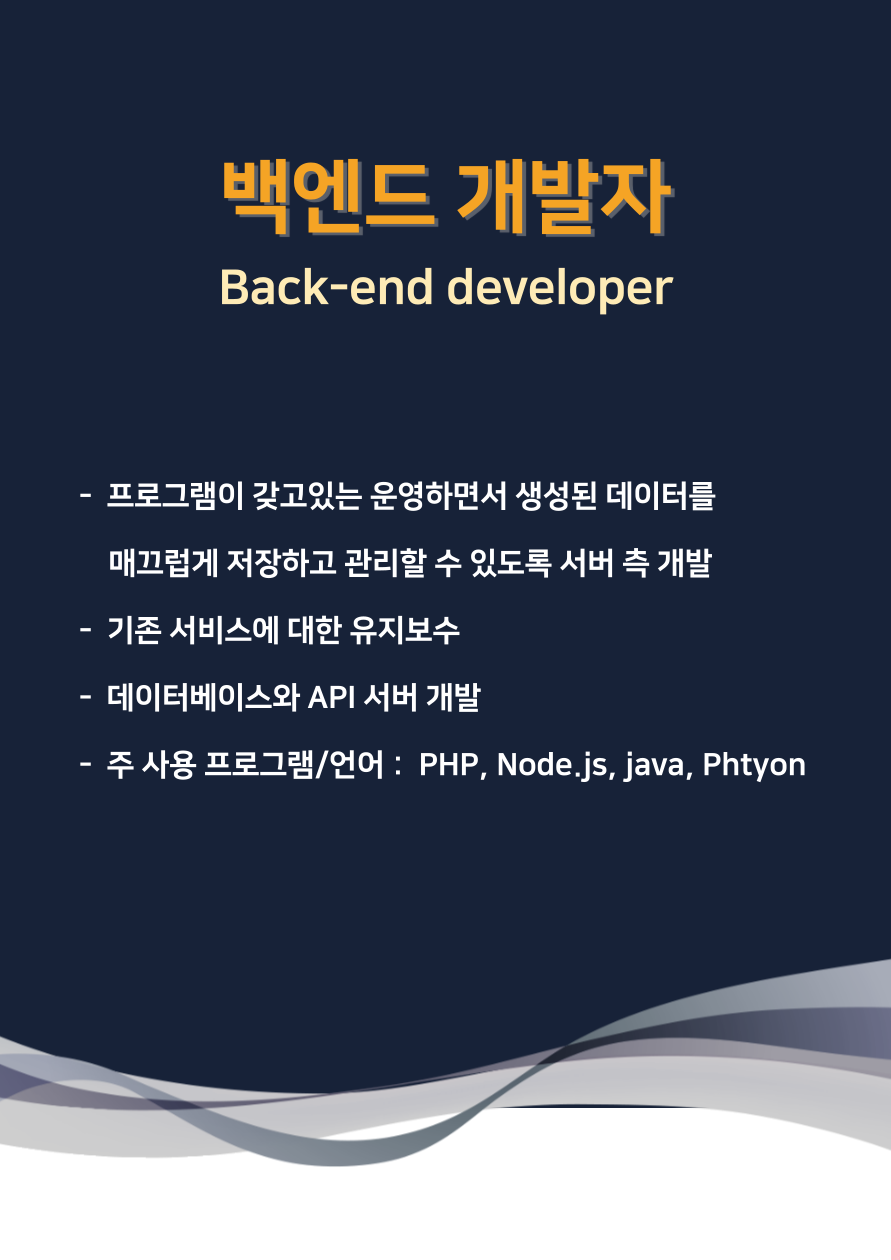 백엔드 개발자
Back-end developer
- 프로그램이 갖고있는 운영하면서 생성된 데이터를
매끄럽게 저장하고 관리할 수 있도록 서버 측 개발
- 기존 서비스에 대한 유지보수
- 데이터베이스와 API 서버 개발
- 주 사용 프로그램/언어 : PHP, Node.js, java, Phtyon